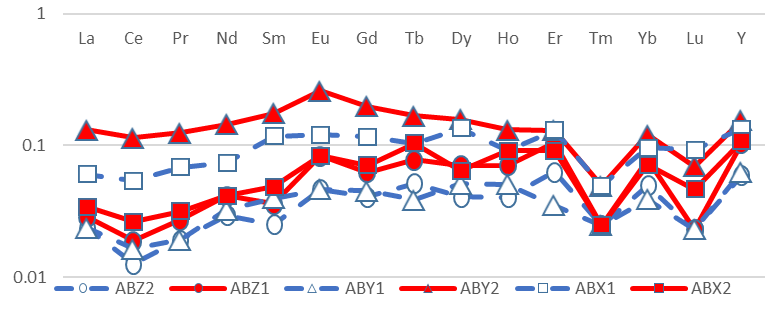 1
La Ce Pr Nd Sm Eu Gd Tb Dy Ho Er Tm Yb Lu Y
0.1
0.01
ABZ2 ABZ1 ABY1 ABY2 ABX1 ABX2